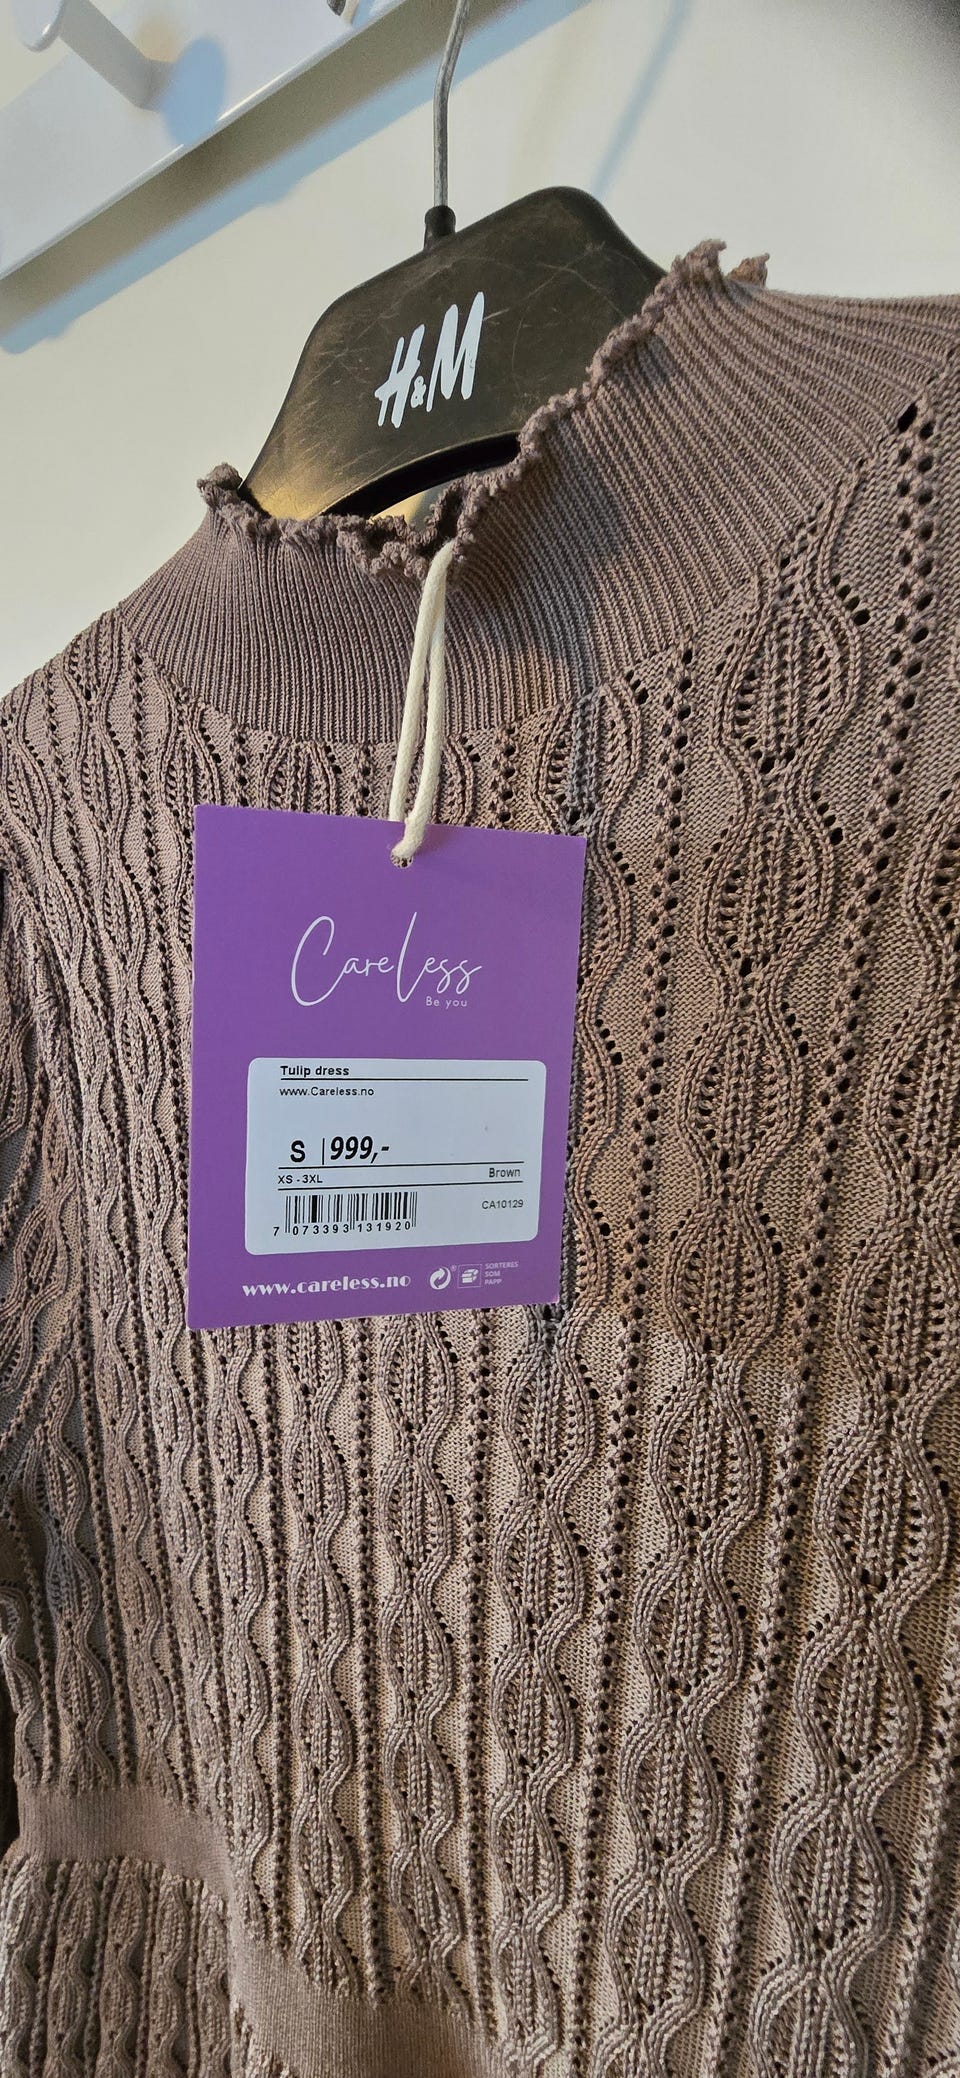 H&M
CareLess
Be you
Tulip dress
www.Careless.no
S 999,-
XS - 3XL Brown
CA10129
7 073393 131920
www.careless.no
SORTERES
SOM
PAPP